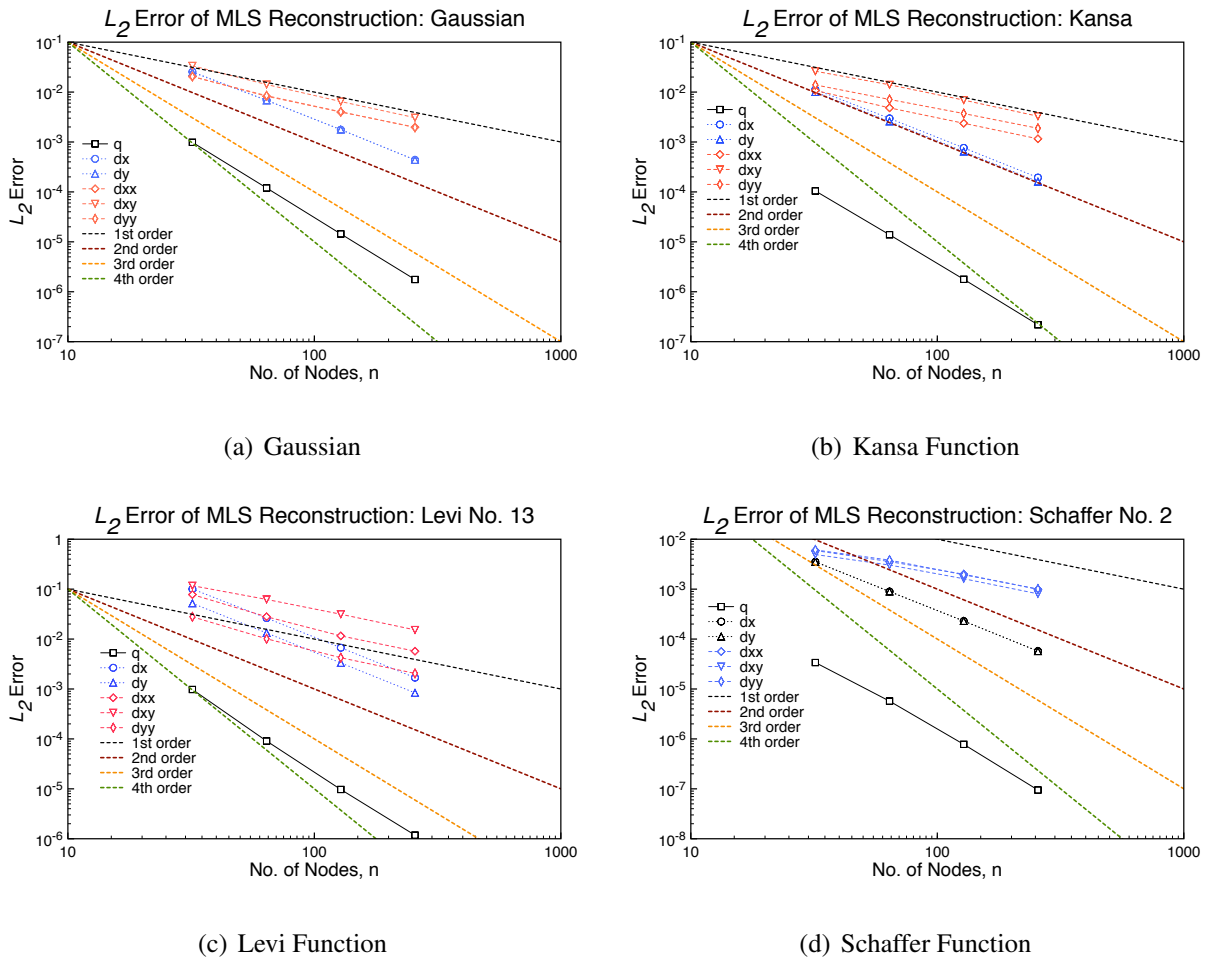 L2 Error of MLS Reconstruction: Gaussian
10-1
10-2
10-3
10-4
10-5
10-6
10-7
L2 Error
q
dx
dy
dxx
dxy
dyy
1st order
2nd order
3rd order
4th order
10 100 1000
No. of Nodes, n
(a) Gaussian
L2 Error of MLS Reconstruction: Kansa
10-1
10-2
10-3
10-4
10-5
10-6
10-7
L2 Error
q
dx
dy
dxx
dxy
dyy
1st order
2nd order
3rd order
4th order
10 100 1000
No. of Nodes, n
(b) Kansa Function
L2 Error of MLS Reconstruction: Levi No. 13
1
10-1
10-2
10-3
10-4
10-5
10-6
L2 Error
q
dx
dy
dxx
dxy
dyy
1st order
2nd order
3rd order
4th order
10 100 1000
No. of Nodes, n
(c) Levi Function
L2 Error of MLS Reconstruction: Schaffer No. 2
10-2
10-3
10-4
10-5
10-6
10-7
10-8
L2 Error
q
dx
dy
dxx
dxy
dyy
1st order
2nd order
3rd order
4th order
10 100 1000
No. of Nodes, n
(d) Schaffer Function